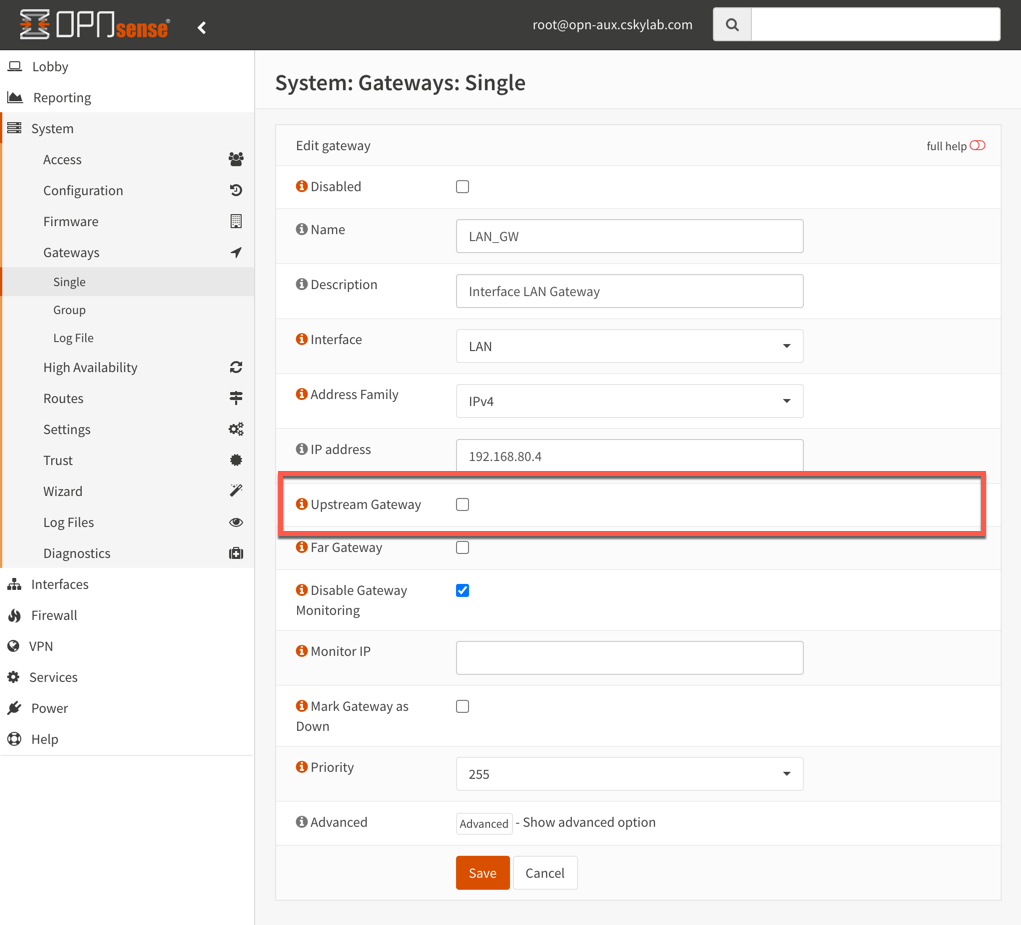 OPNsense®
root@opn-aux.cskylab.com
Lobby
Reporting
System
Access
Configuration
Firmware
Gateways
Single
Group
Log File
High Availability
Routes
Settings
Trust
Wizard
Log Files
Diagnostics
Interfaces
Firewall
VPN
Services
Power
Help
System: Gateways: Single
Edit gateway
full help
Disabled
Name
LAN_GW
Description
Interface LAN Gateway
Interface
LAN
Address Family
IPv4
IP address
192.168.80.4
Upstream Gateway
Far Gateway
Disable Gateway
Monitoring
Monitor IP
Mark Gateway as
Down
Priority
255
Advanced
Advanced - Show advanced option
Save
Cancel